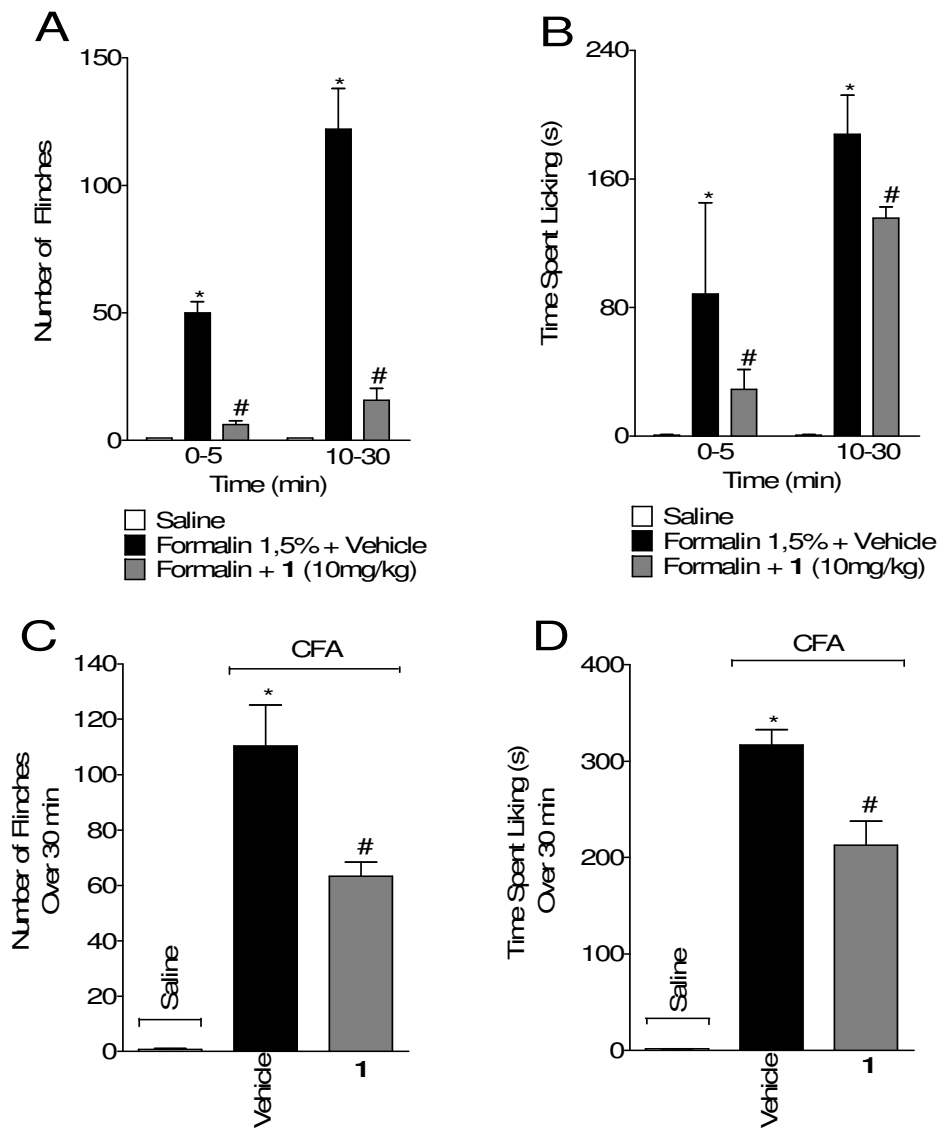 A
Number of Flinches
150
100
50
0
*
#
*
#
0-5
10-30
Time (min)
Saline
Formalin 1,5% + Vehicle
Formalin + 1 (10mg/kg)
B
Time Spent Licking (s)
240
160
80
0
*
#
*
#
0-5
10-30
Time (min)
Saline
Formalin 1,5% + Vehicle
Formalin + 1 (10mg/kg)
C
CFA
Number of Flinches
Over 30 min
140
120
100
80
60
40
20
0
*
#
Saline
Vehicle
1
D
CFA
Time Spent Liking (s)
Over 30 min
400
300
200
100
0
*
#
Saline
Vehicle
1